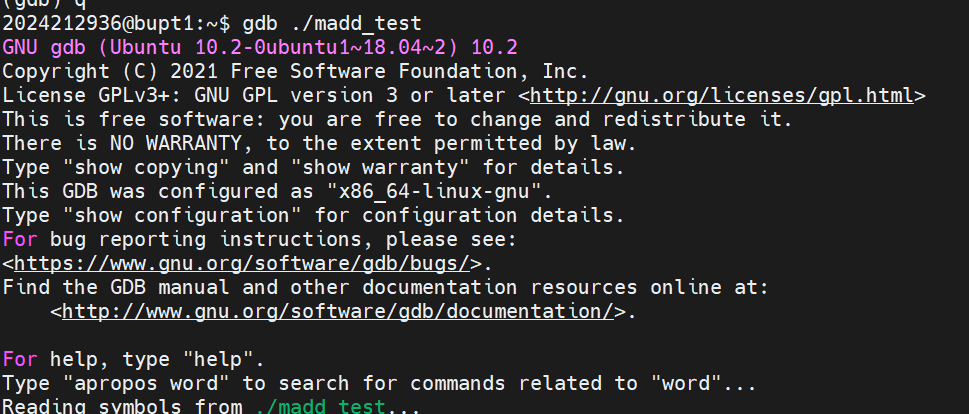 (gdb) q
2024212936@bupt1:~$ gdb ./madd_test
GNU gdb (Ubuntu 10.2-0ubuntu1~18.04~2) 10.2
Copyright (C) 2021 Free Software Foundation, Inc.
License GPLv3+: GNU GPL version 3 or later <http://gnu.org/licenses/gpl.html>
This is free software: you are free to change and redistribute it.
There is NO WARRANTY, to the extent permitted by law.
Type "show copying" and "show warranty" for details.
This GDB was configured as "x86_64-linux-gnu".
Type "show configuration" for configuration details.
For bug reporting instructions, please see:
<https://www.gnu.org/software/gdb/bugs/>.
Find the GDB manual and other documentation resources online at:
    <http://www.gnu.org/software/gdb/documentation/>.

For help, type "help".
Type "apropos word" to search for commands related to "word"...
Reading symbols from ./madd_test...